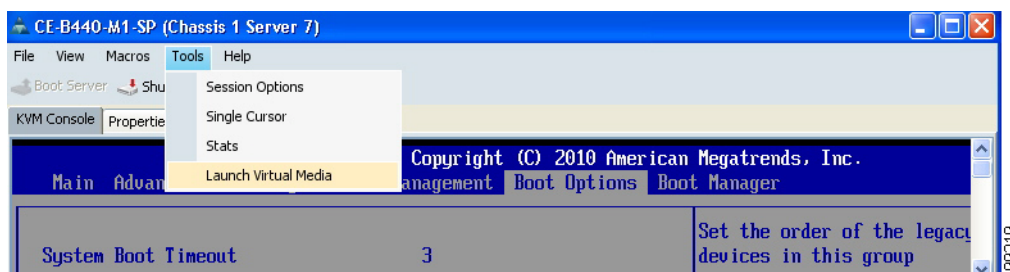 CE-B440-M1-SP (Chassis 1 Server 7)
File View Macros Tools Help
Boot Server Shu
Session Options
KVM Console Propertie
Single Cursor
Stats
Launch Virtual Media
Copyright (C) 2010 American Megatrends, Inc.
Main Advan anagement Boot Options Boot Manager
Set the order of the legacy
System Boot Timeout 3 devices in this group